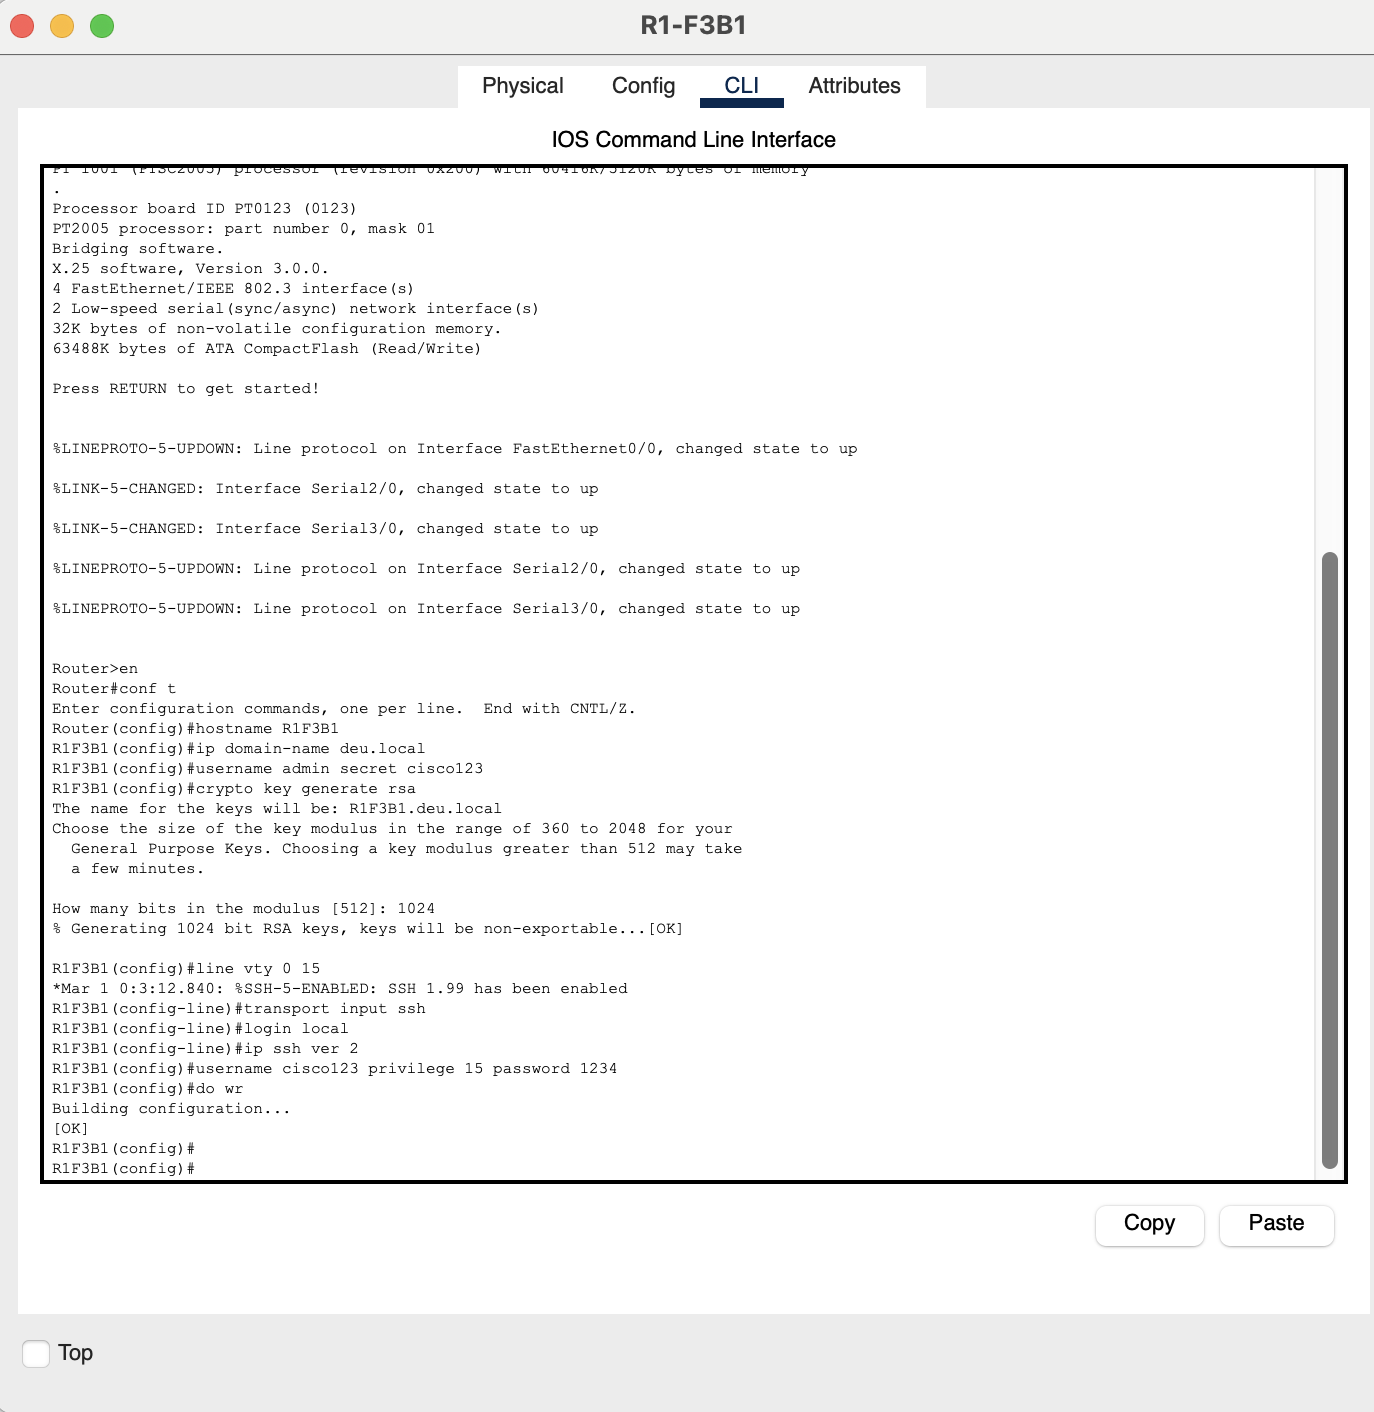 R1-F3B1
Physical Config CLI Attributes
IOS Command Line Interface
PT 1001 (PTSC2005) processor (revision 0x200) with 60416K/5120K bytes of memory
.
Processor board ID PT0123 (0123)
PT2005 processor: part number 0, mask 01
Bridging software.
X.25 software, Version 3.0.0.
4 FastEthernet/IEEE 802.3 interface(s)
2 Low-speed serial(sync/async) network interface(s)
32K bytes of non-volatile configuration memory.
63488K bytes of ATA CompactFlash (Read/Write)
Press RETURN to get started!
%LINEPROTO-5-UPDOWN: Line protocol on Interface FastEthernet0/0, changed state to up
%LINK-5-CHANGED: Interface Serial2/0, changed state to up
%LINK-5-CHANGED: Interface Serial3/0, changed state to up
%LINEPROTO-5-UPDOWN: Line protocol on Interface Serial2/0, changed state to up
%LINEPROTO-5-UPDOWN: Line protocol on Interface Serial3/0, changed state to up
Router>en
Router#conf t
Enter configuration commands, one per line.  End with CNTL/Z.
Router(config)#hostname R1F3B1
R1F3B1(config)#ip domain-name deu.local
R1F3B1(config)#username admin secret cisco123
R1F3B1(config)#crypto key generate rsa
The name for the keys will be: R1F3B1.deu.local
Choose the size of the key modulus in the range of 360 to 2048 for your
General Purpose Keys. Choosing a key modulus greater than 512 may take
a few minutes.
How many bits in the modulus [512]: 1024
% Generating 1024 bit RSA keys, keys will be non-exportable...[OK]
R1F3B1(config)#line vty 0 15
*Mar 1 0:3:12.840: %SSH-5-ENABLED: SSH 1.99 has been enabled
R1F3B1(config-line)#transport input ssh
R1F3B1(config-line)#login local
R1F3B1(config-line)#ip ssh ver 2
R1F3B1(config)#username cisco123 privilege 15 password 1234
R1F3B1(config)#do wr
Building configuration...
[OK]
R1F3B1(config)#
R1F3B1(config)#
Copy Paste
Top